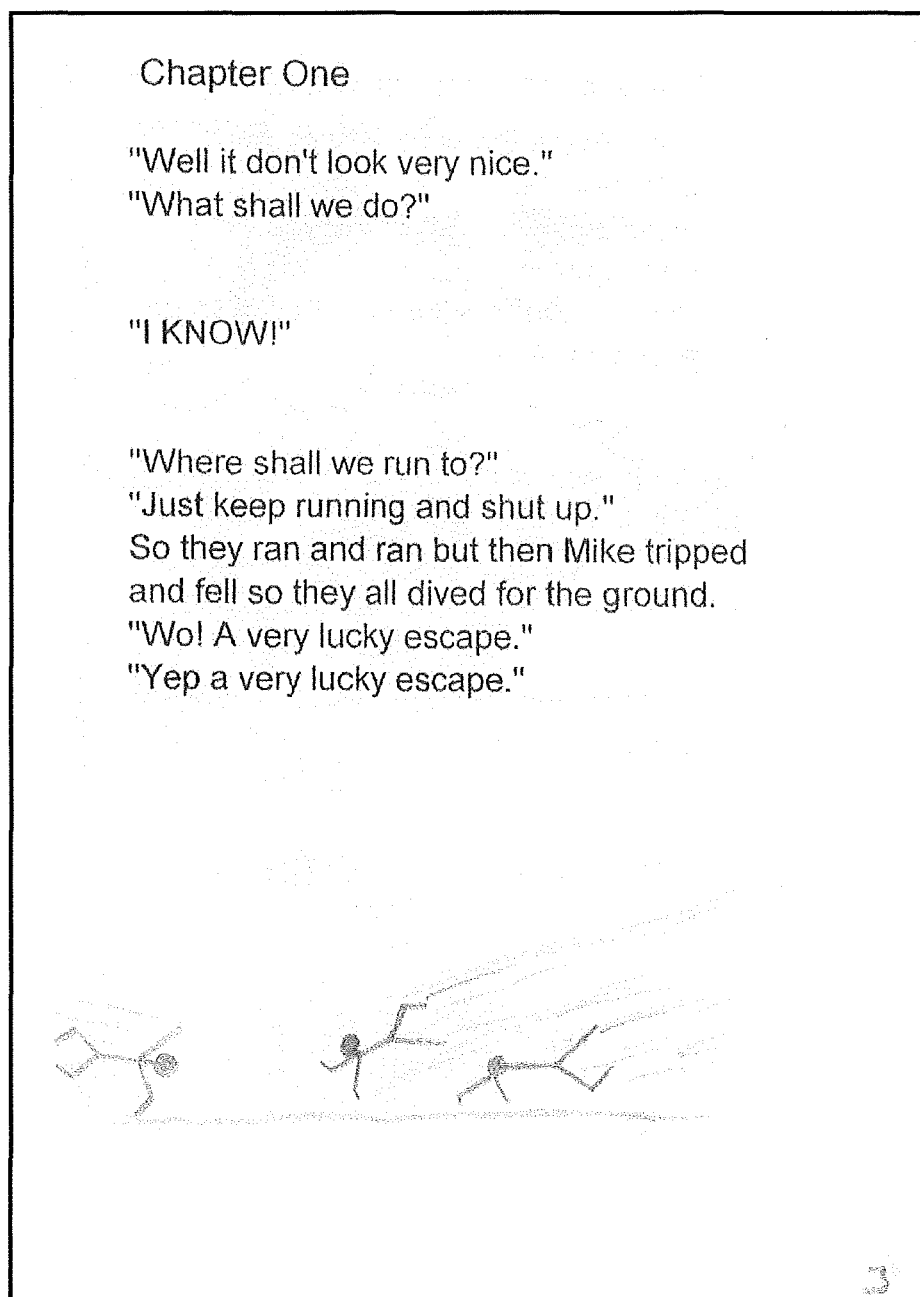 Chapter One
"Well it don't look very nice."
"What shall we do?"
"I KNOW!"
"Where shall we run to?"
"Just keep running and shut up."
So they ran and ran but then Mike tripped
and fell so they all dived for the ground.
"Wo! A very lucky escape."
"Yep a very lucky escape."
3